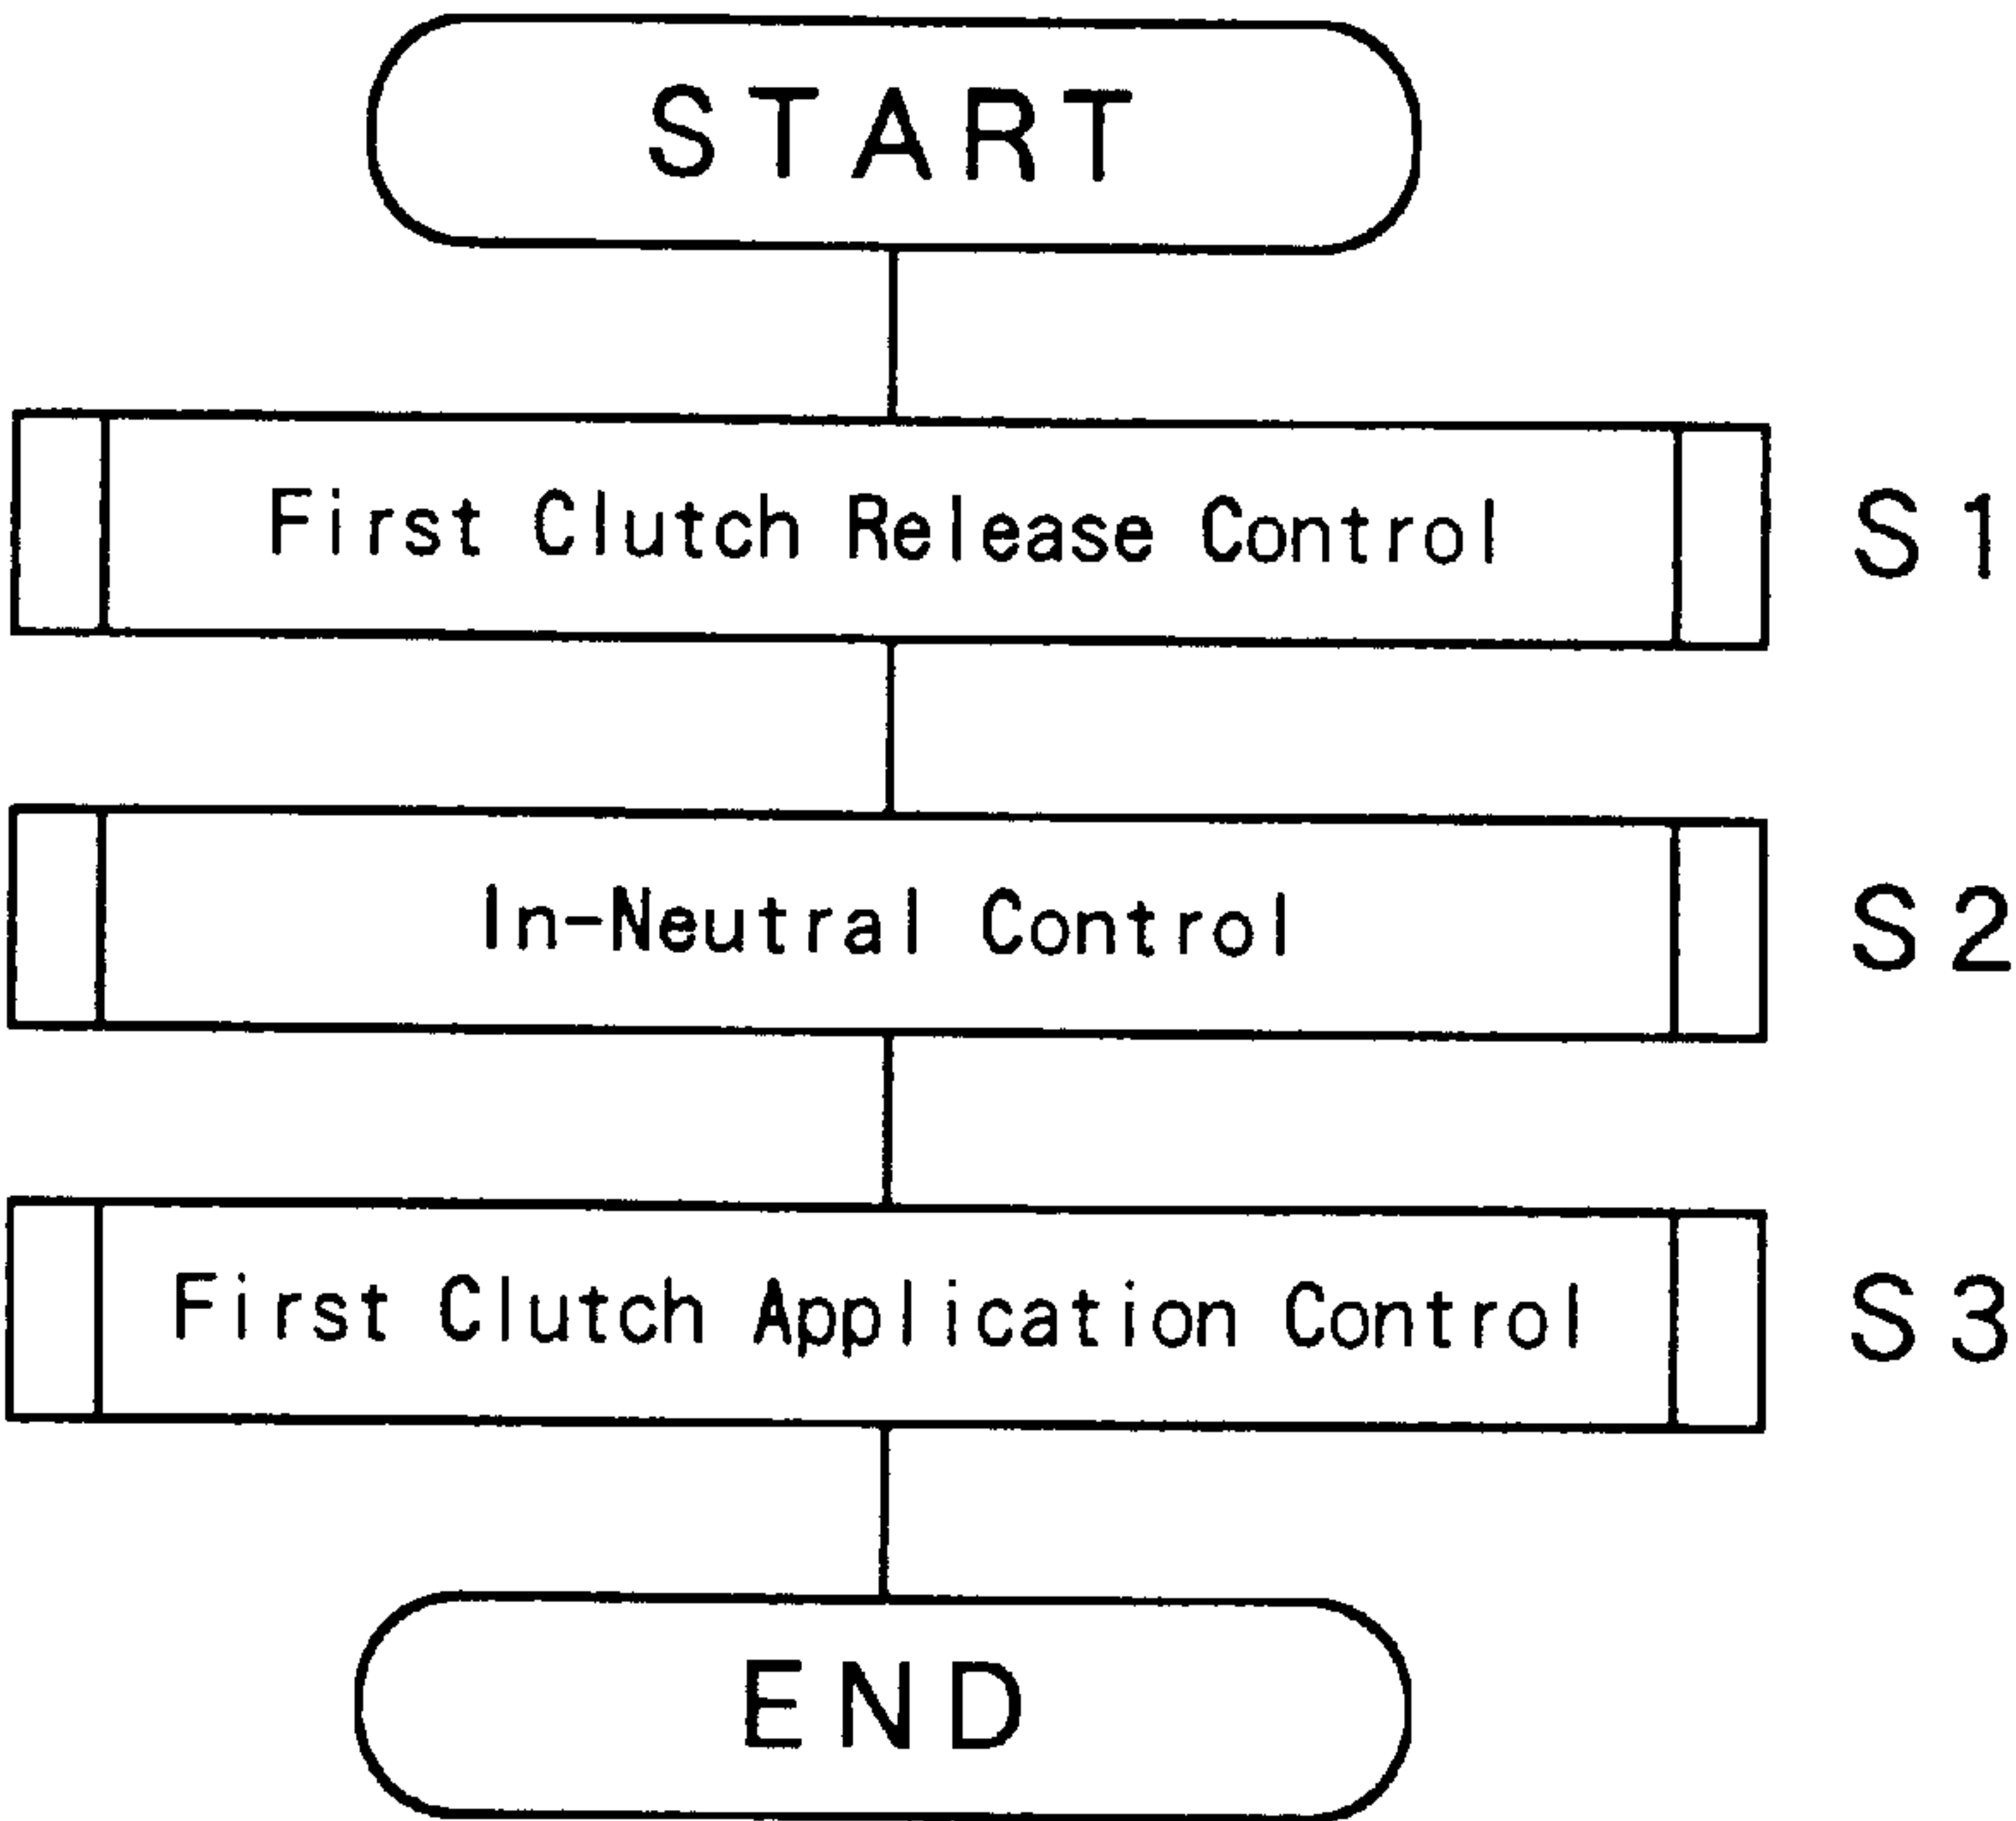 START
First Clutch Release Control S1
In-Neutral Control S2
First Clutch Application Control S3
END